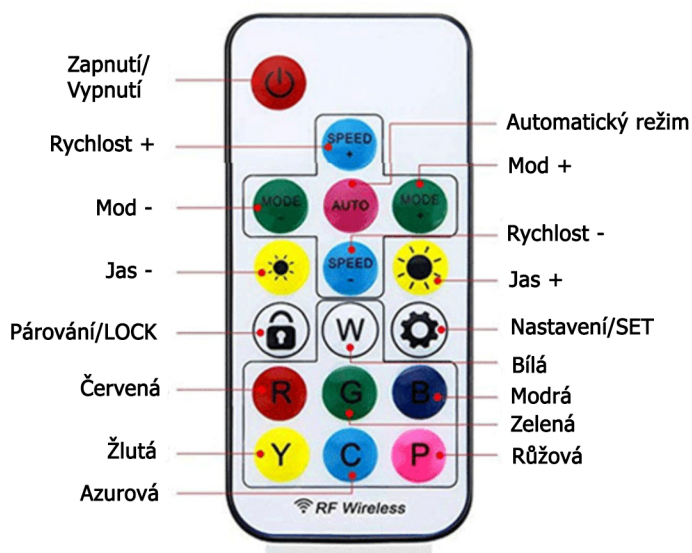 Zapnutí/
Vypnutí
Rychlost +
Automatický režim
SPEED
+
Mod +
Mod -
MODE
-
AUTO
MODE
+
Rychlost -
Jas -
SPEED
-
Jas +
Párování/LOCK
W
Nastavení/SET
Bílá
Červená
R
G
B
Modrá
Zelená
Žlutá
Y
C
P
Růžová
Azurová
RF Wireless